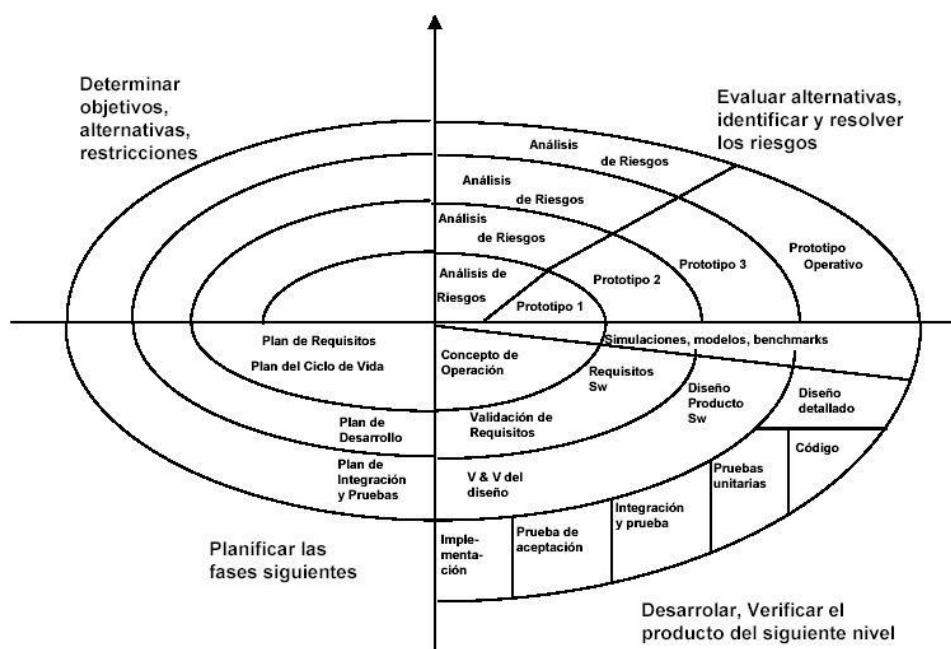 Determinar
objetivos,
alternativas,
restricciones
Evaluar alternativas,
identificar y resolver
los riesgos
Análisis
de Riesgos
Análisis
de Riesgos
Análisis
de Riesgos
Análisis de
Riesgos
Prototipo 1
Prototipo 2
Prototipo 3
Prototipo
Operativo
Simulaciones, modelos, benchmarks
Plan de Requisitos
Plan del Ciclo de Vida
Concepto de
Operación
Requisitos
Sw
Diseño
Producto
Sw
Diseño
detallado
Plan de
Desarrollo
Validación de
Requisitos
Código
Plan de
Integración
y Pruebas
V & V del
diseño
Pruebas
unitarias
Integración
y prueba
Prueba de
aceptación
Imple-
menta-
ción
Planificar las
fases siguientes
Desarrolar, Verificar el
producto del siguiente nivel